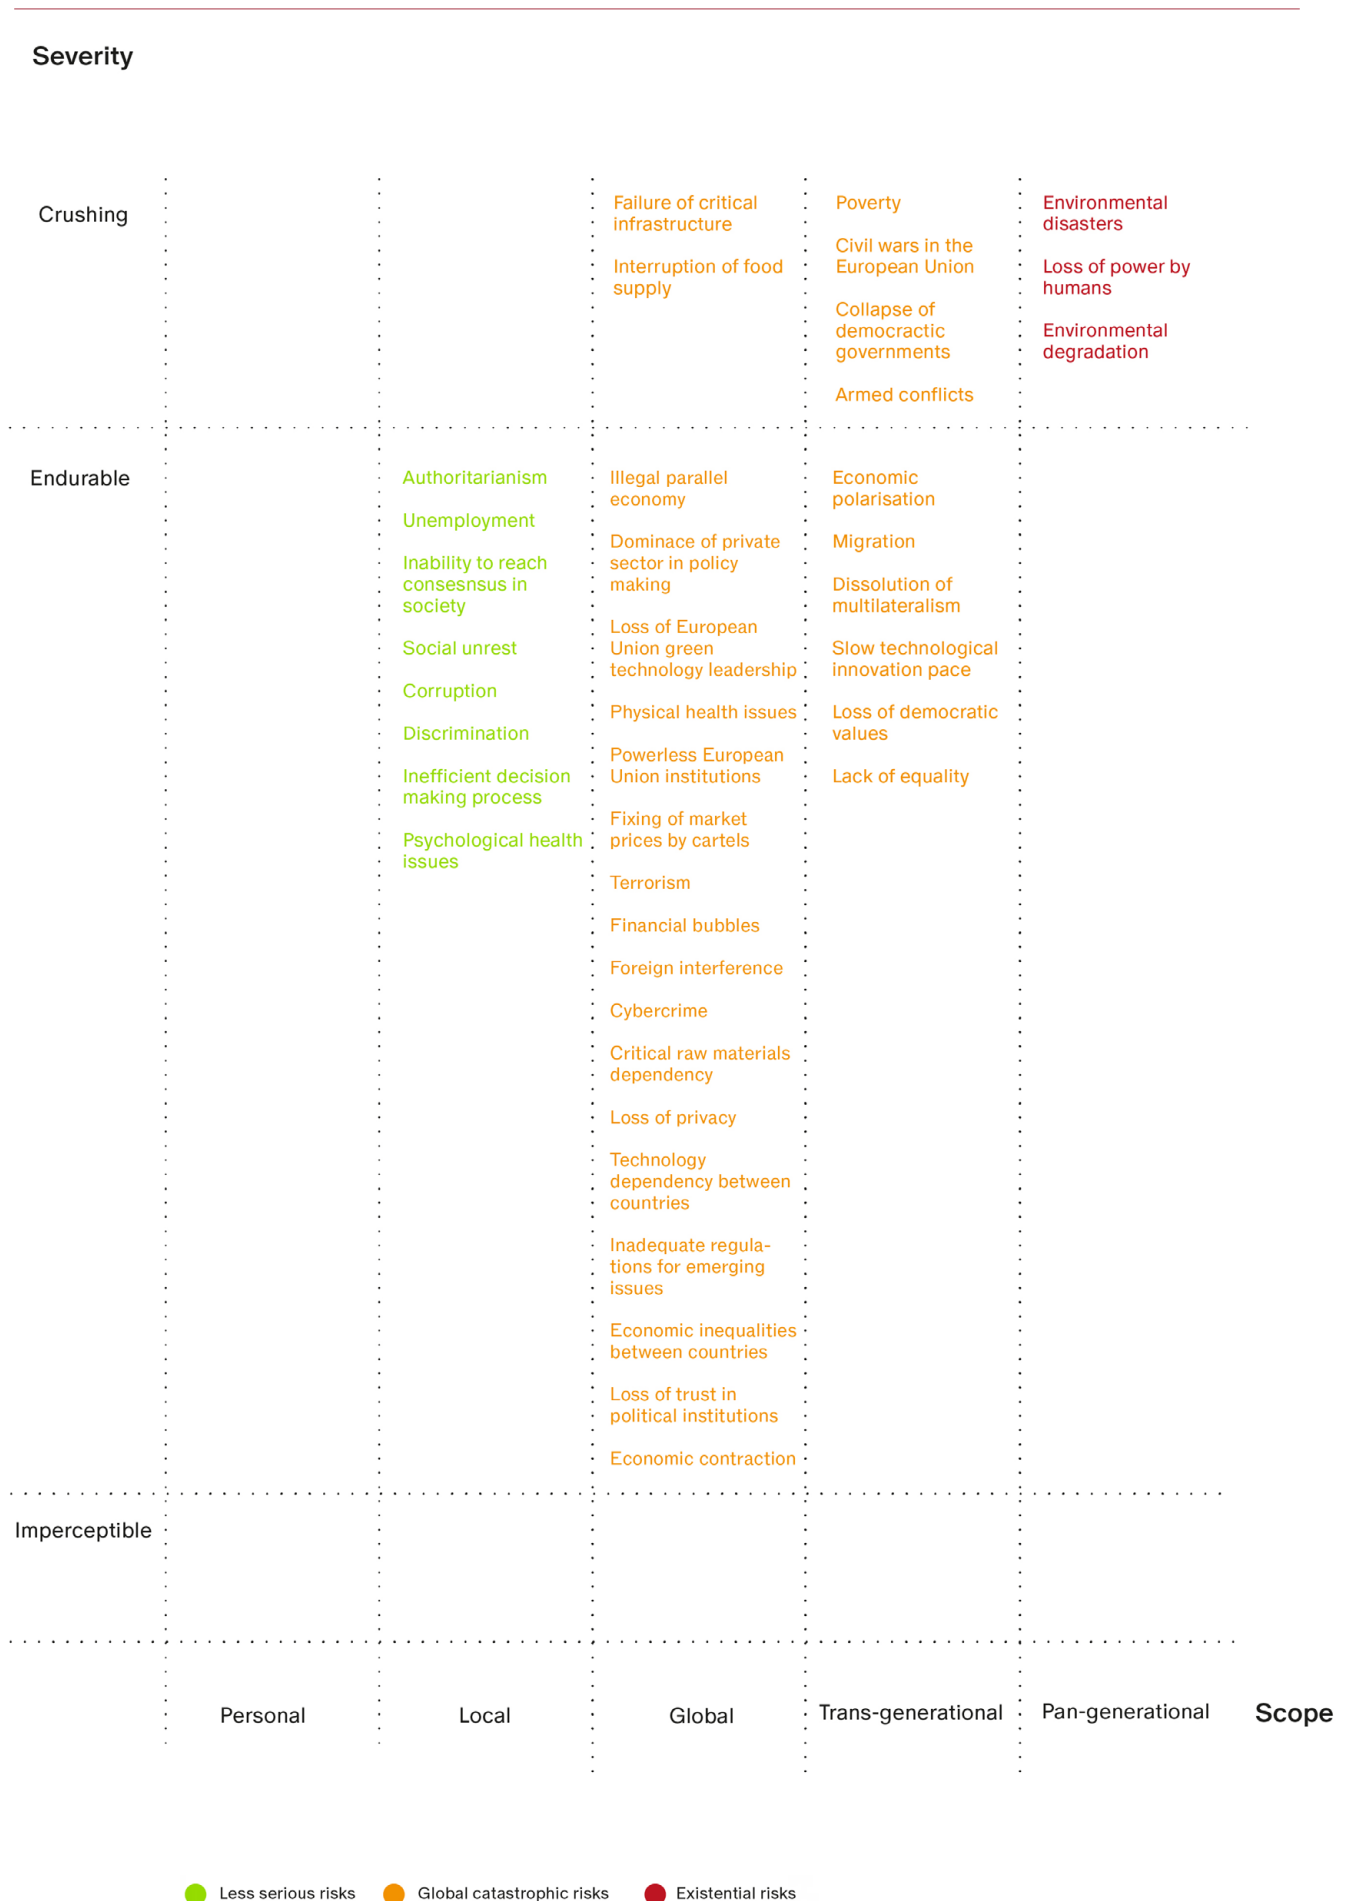 Severity
Crushing
Failure of critical
infrastructure
Interruption of food
supply
Poverty
Civil wars in the
European Union
Collapse of
democractic
governments
Armed conflicts
Environmental
disasters
Loss of power by
humans
Environmental
degradation
Endurable
Authoritarianism
Unemployment
Inability to reach
consesnsus in
society
Social unrest
Corruption
Discrimination
Inefficient decision
making process
Psychological health
issues
Illegal parallel
economy
Dominace of private
sector in policy
making
Loss of European
Union green
technology leadership
Physical health issues
Powerless European
Union institutions
Fixing of market
prices by cartels
Terrorism
Financial bubbles
Foreign interference
Cybercrime
Critical raw materials
dependency
Loss of privacy
Technology
dependency between
countries
Inadequate regula-
tions for emerging
issues
Economic inequalities
between countries
Loss of trust in
political institutions
Economic contraction
Economic
polarisation
Migration
Dissolution of
multilateralism
Slow technological
innovation pace
Loss of democratic
values
Lack of equality
Imperceptible
Personal
Local
Global
Trans-generational
Pan-generational
Scope
Less serious risks
Global catastrophic risks
Existential risks